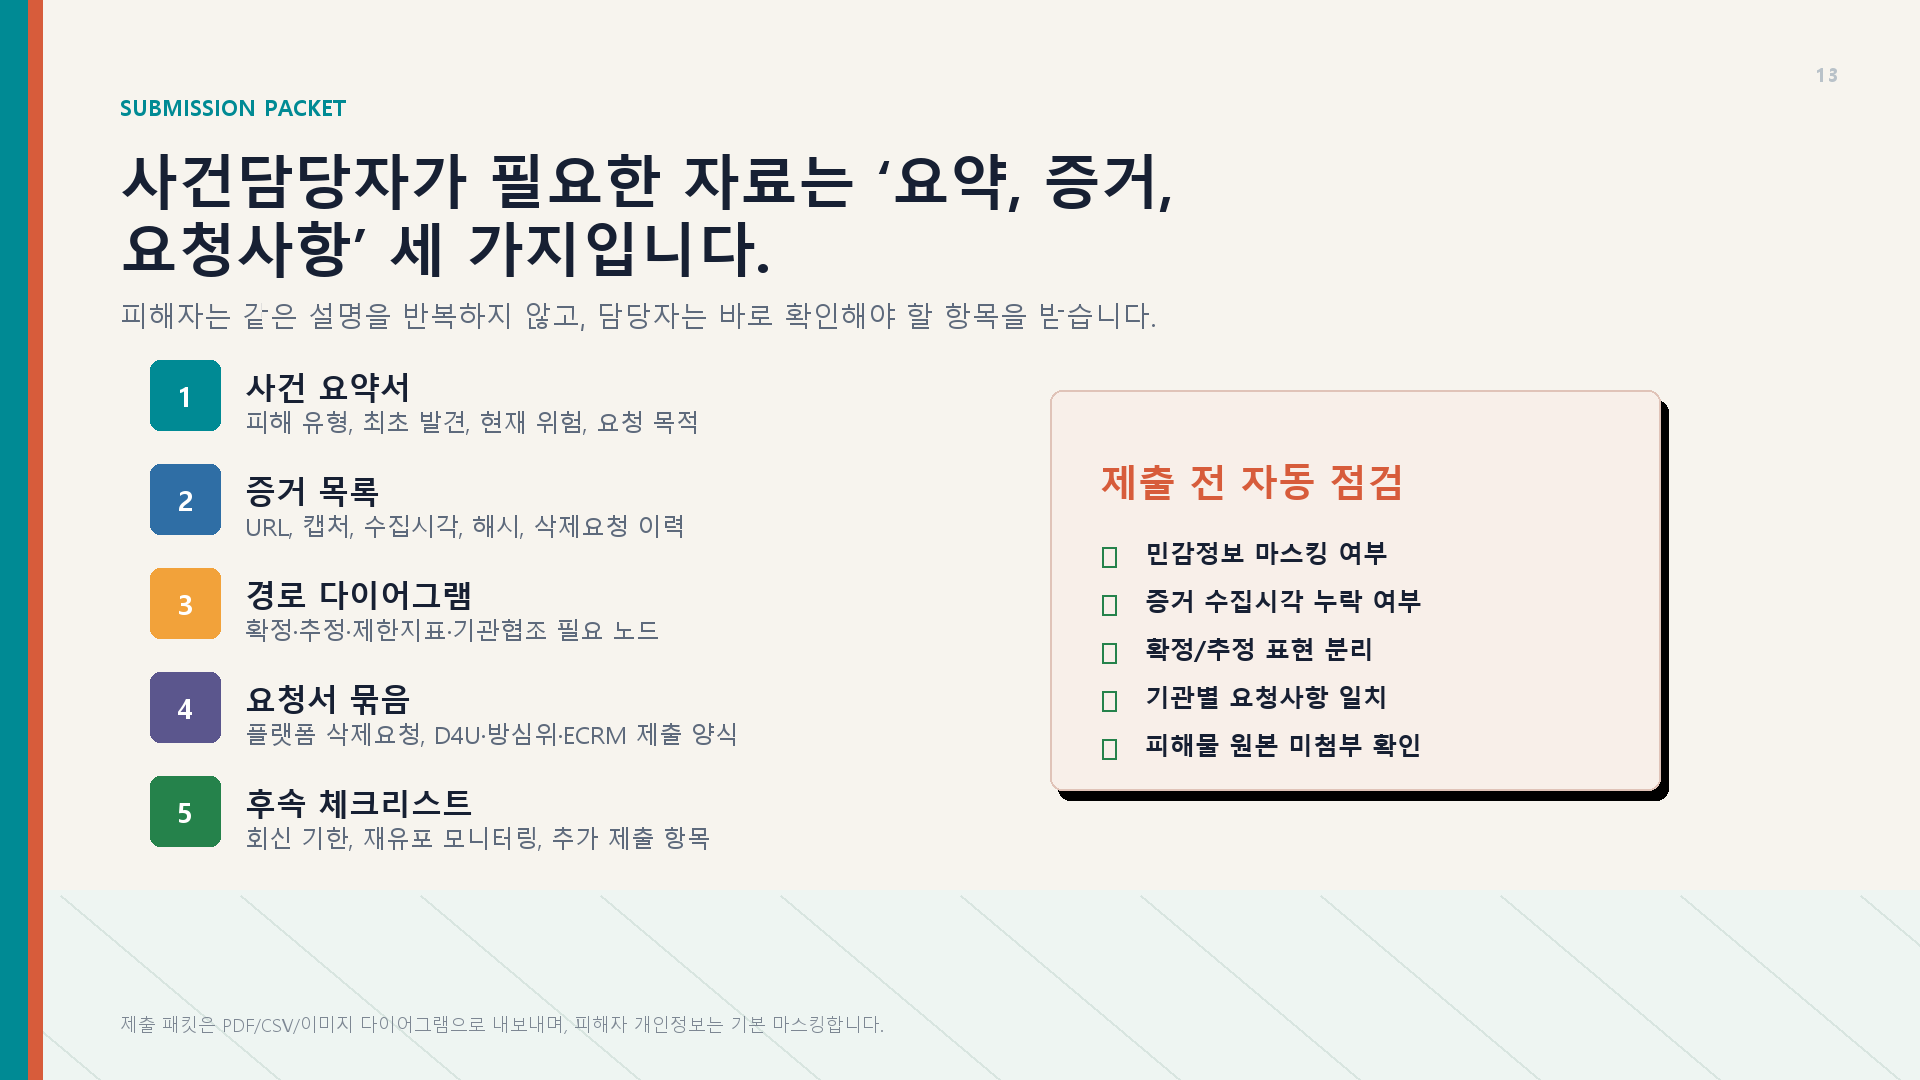 13
SUBMISSION PACKET
사건담당자가 필요한 자료는 ‘요약, 증거,
요청사항’ 세 가지입니다.
피해자는 같은 설명을 반복하지 않고, 담당자는 바로 확인해야 할 항목을 받습니다.
1
사건 요약서
피해 유형, 최초 발견, 현재 위험, 요청 목적
2
증거 목록
URL, 캡처, 수집시각, 해시, 삭제요청 이력
3
경로 다이어그램
확정·추정·제한지표·기관협조 필요 노드
4
요청서 묶음
플랫폼 삭제요청, D4U·방심위·ECRM 제출 양식
5
후속 체크리스트
회신 기한, 재유포 모니터링, 추가 제출 항목
제출 전 자동 점검
민감정보 마스킹 여부
증거 수집시각 누락 여부
확정/추정 표현 분리
기관별 요청사항 일치
피해물 원본 미첨부 확인
제출 패킷은 PDF/CSV/이미지 다이어그램으로 내보내며, 피해자 개인정보는 기본 마스킹합니다.